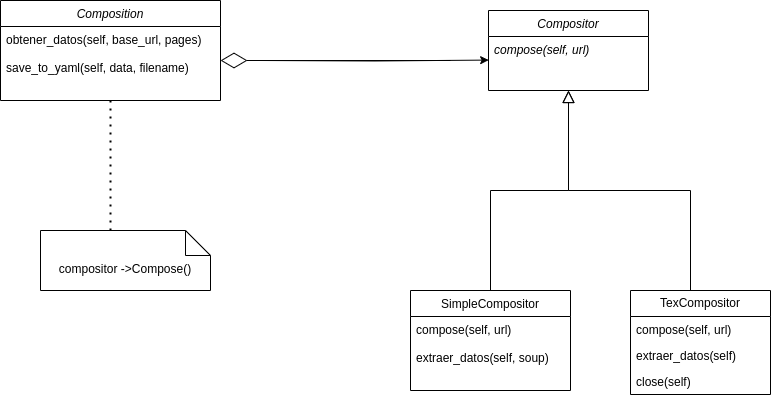 Composition
obtener_datos(self, base_url, pages)
save_to_yaml(self, data, filename)
Compositor
compose(self, url)
compositor ->Compose()
SimpleCompositor
compose(self, url)
extraer_datos(self, soup)
TexCompositor
compose(self, url)
extraer_datos(self)
close(self)